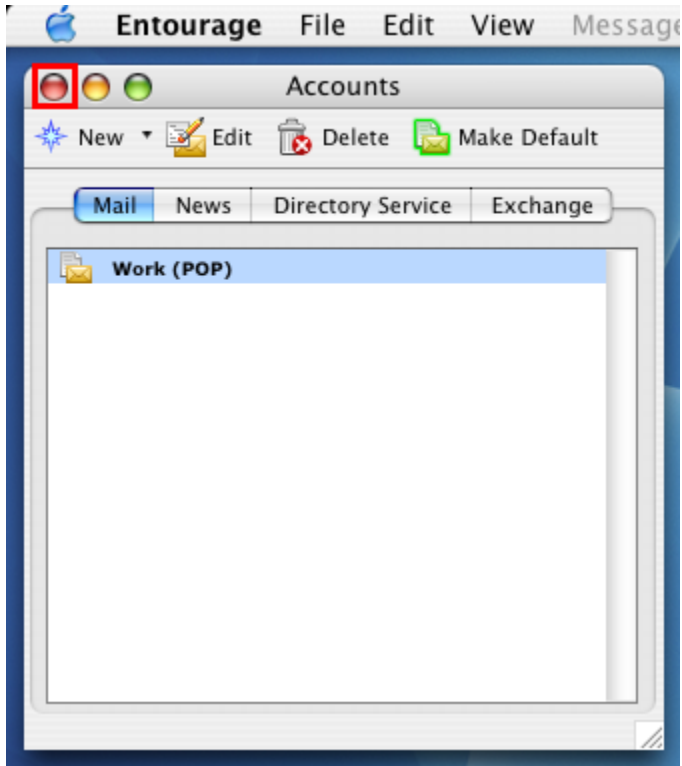 Entourage File Edit View Message
Accounts
New Edit Delete Make Default
Mail News Directory Service Exchange
Work (POP)